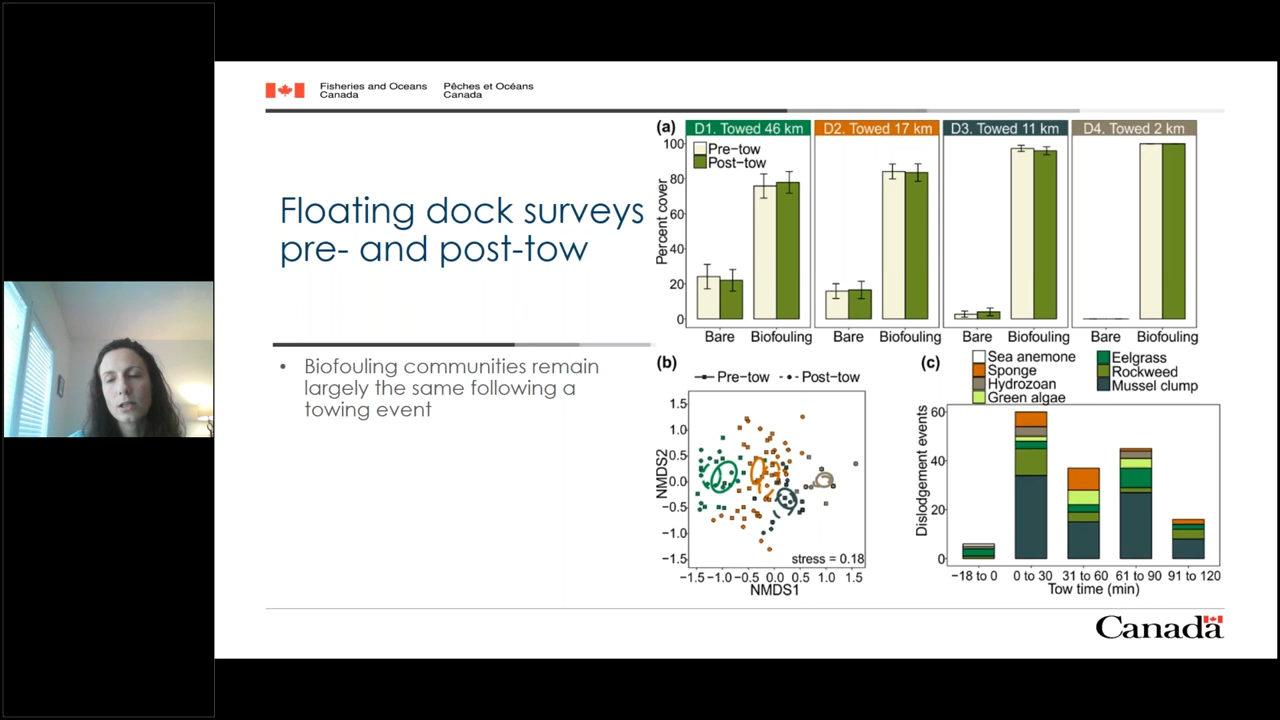 Fisheries and Oceans Pêches et Océans
Canada Canada
Floating dock surveys
pre- and post-tow
• Biofouling communities remain
largely the same following a
towing event
(a)
D1. Towed 46 km D2. Towed 17 km D3. Towed 11 km D4. Towed 2 km
Pre-tow
Post-tow
Percent cover
100
80
60
40
20
0
Bare Biofouling Bare Biofouling Bare Biofouling Bare Biofouling
(b)
Pre-tow Post-tow
NMDS2
1.5
1.0
0.5
0.0
−0.5
−1.0
−1.5
stress = 0.18
−1.5 −1.0 −0.5 0.0 0.5 1.0 1.5
NMDS1
(c)
Sea anemone Eelgrass
Sponge Rockweed
Hydrozoan Mussel clump
Green algae
Dislodgement events
60
40
20
0
−18 to 0 0 to 30 31 to 60 61 to 90 91 to 120
Tow time (min)
Canada